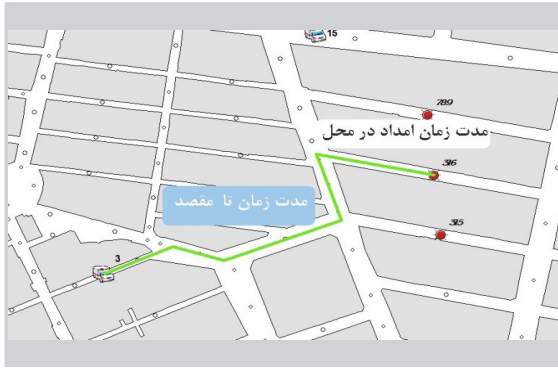 15
789
مدت زمان امداد در محل
316
مدت زمان تا مقصد
315
3